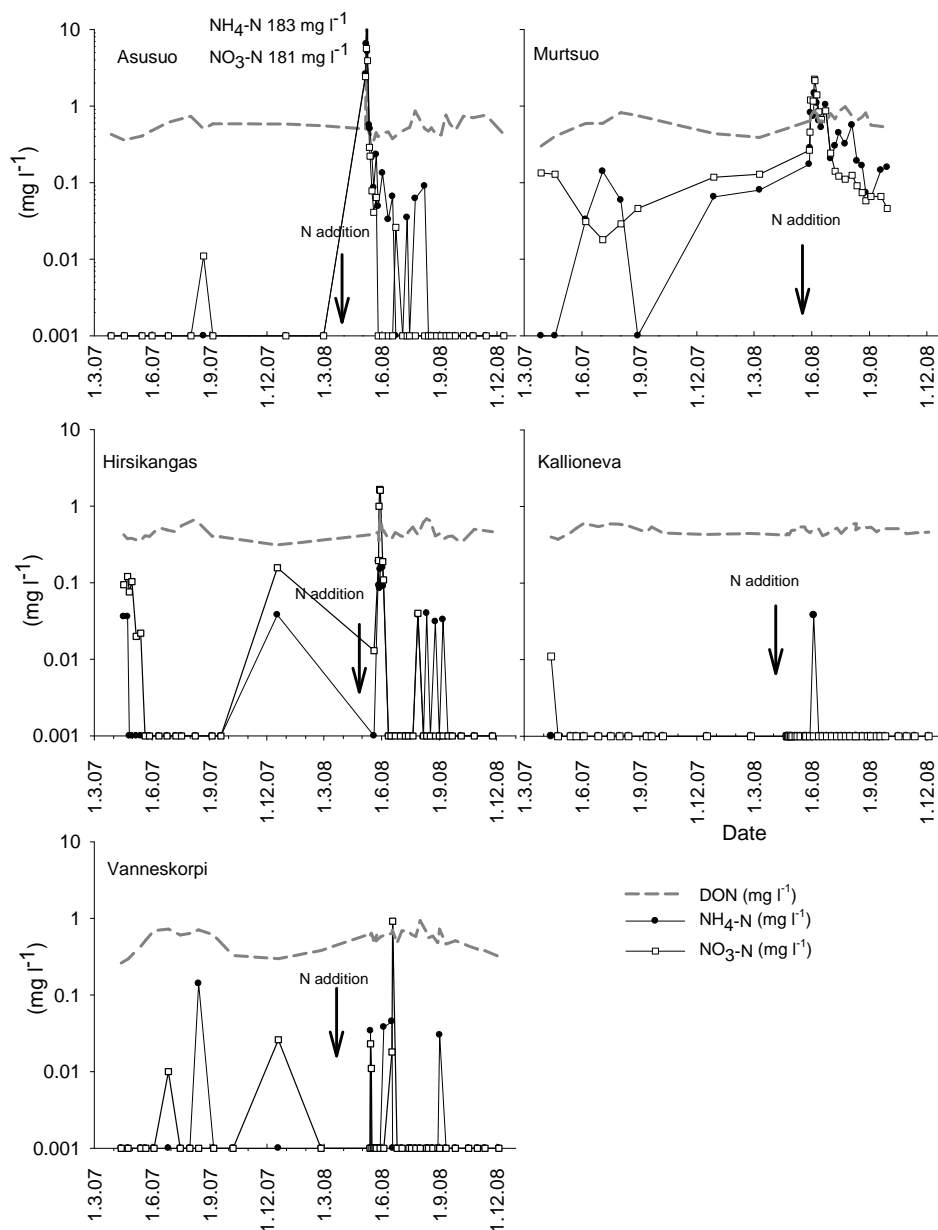 NH₄-N 183 mg l⁻¹
NO₃-N 181 mg l⁻¹
Asusuo
10
1
0.1
0.01
0.001
(mg l⁻¹)
N addition
1.3.07
1.6.07
1.9.07
1.12.07
1.3.08
1.6.08
1.9.08
1.12.08
Murtsuo
N addition
1.3.07
1.6.07
1.9.07
1.12.07
1.3.08
1.6.08
1.9.08
1.12.08
Hirsikangas
10
1
0.1
0.01
0.001
(mg l⁻¹)
N addition
1.3.07
1.6.07
1.9.07
1.12.07
1.3.08
1.6.08
1.9.08
1.12.08
Kallioneva
N addition
1.3.07
1.6.07
1.9.07
1.12.07
1.3.08
1.6.08
1.9.08
1.12.08
Date
Vanneskorpi
10
1
0.1
0.01
0.001
(mg l⁻¹)
N addition
1.3.07
1.6.07
1.9.07
1.12.07
1.3.08
1.6.08
1.9.08
1.12.08
DON (mg l⁻¹)
NH₄-N (mg l⁻¹)
NO₃-N (mg l⁻¹)